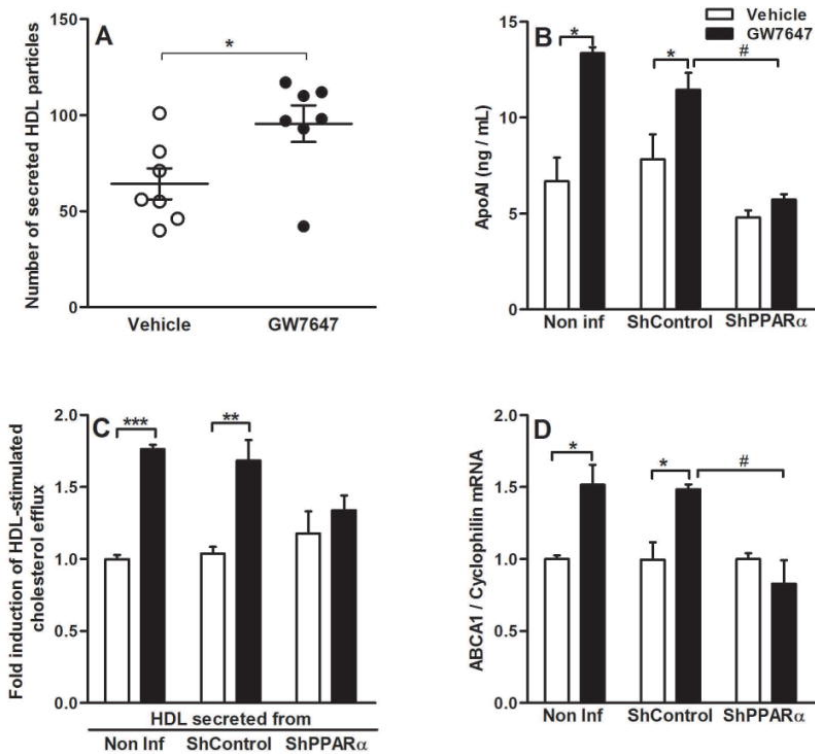 A
*
Number of secreted HDL particles
150
100
50
0
Vehicle GW7647
B
Vehicle
GW7647
* * #
ApoAI (ng / mL)
15
10
5
0
Non inf ShControl ShPPARα
C
*** **
Fold induction of HDL-stimulated
cholesterol efflux
2.0
1.5
1.0
0.5
0.0
HDL secreted from
Non Inf ShControl ShPPARα
D
* * #
ABCA1 / Cyclophilin mRNA
2.0
1.5
1.0
0.5
0.0
Non Inf ShControl ShPPARα